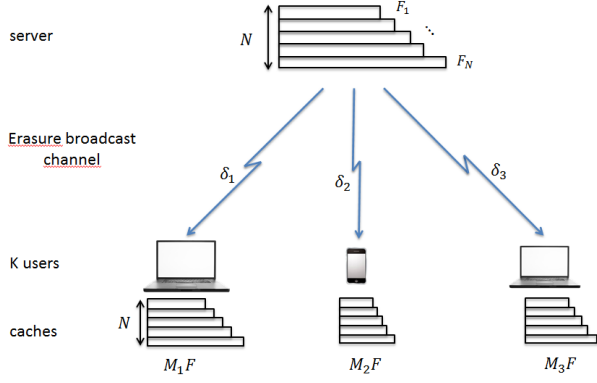 F₁
server
N
F_N
Erasure broadcast
channel
δ₁
δ₂
δ₃
K users
N
caches
M₁F
M₂F
M₃F